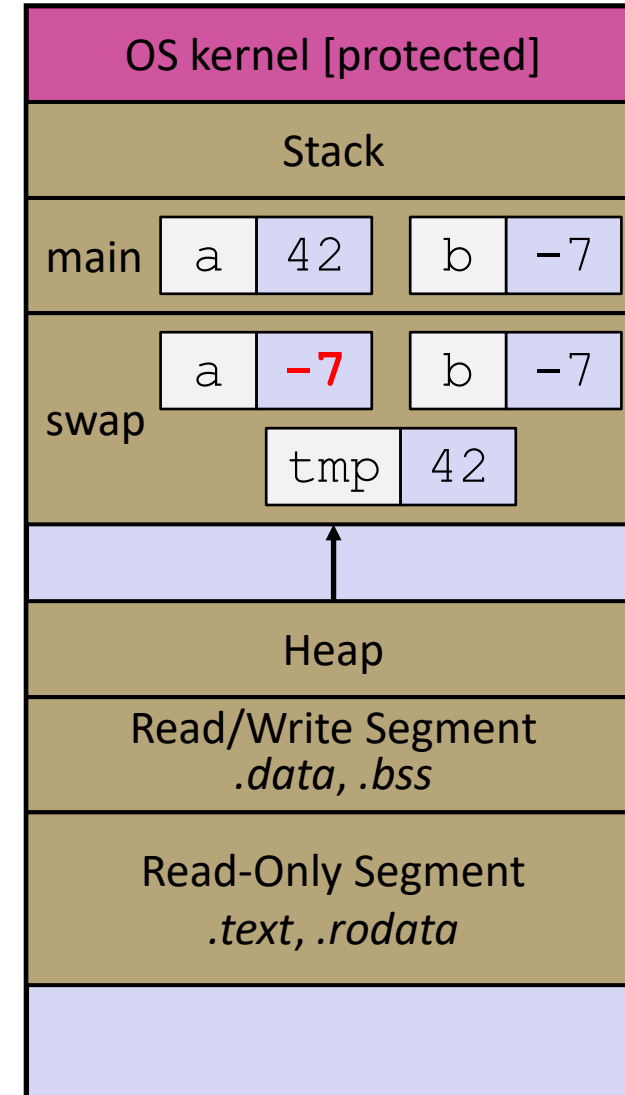 OS kernel [protected]
Stack
main a 42 b -7
a -7 b -7
swap
tmp 42
Heap
Read/Write Segment
.data, .bss
Read-Only Segment
.text, .rodata